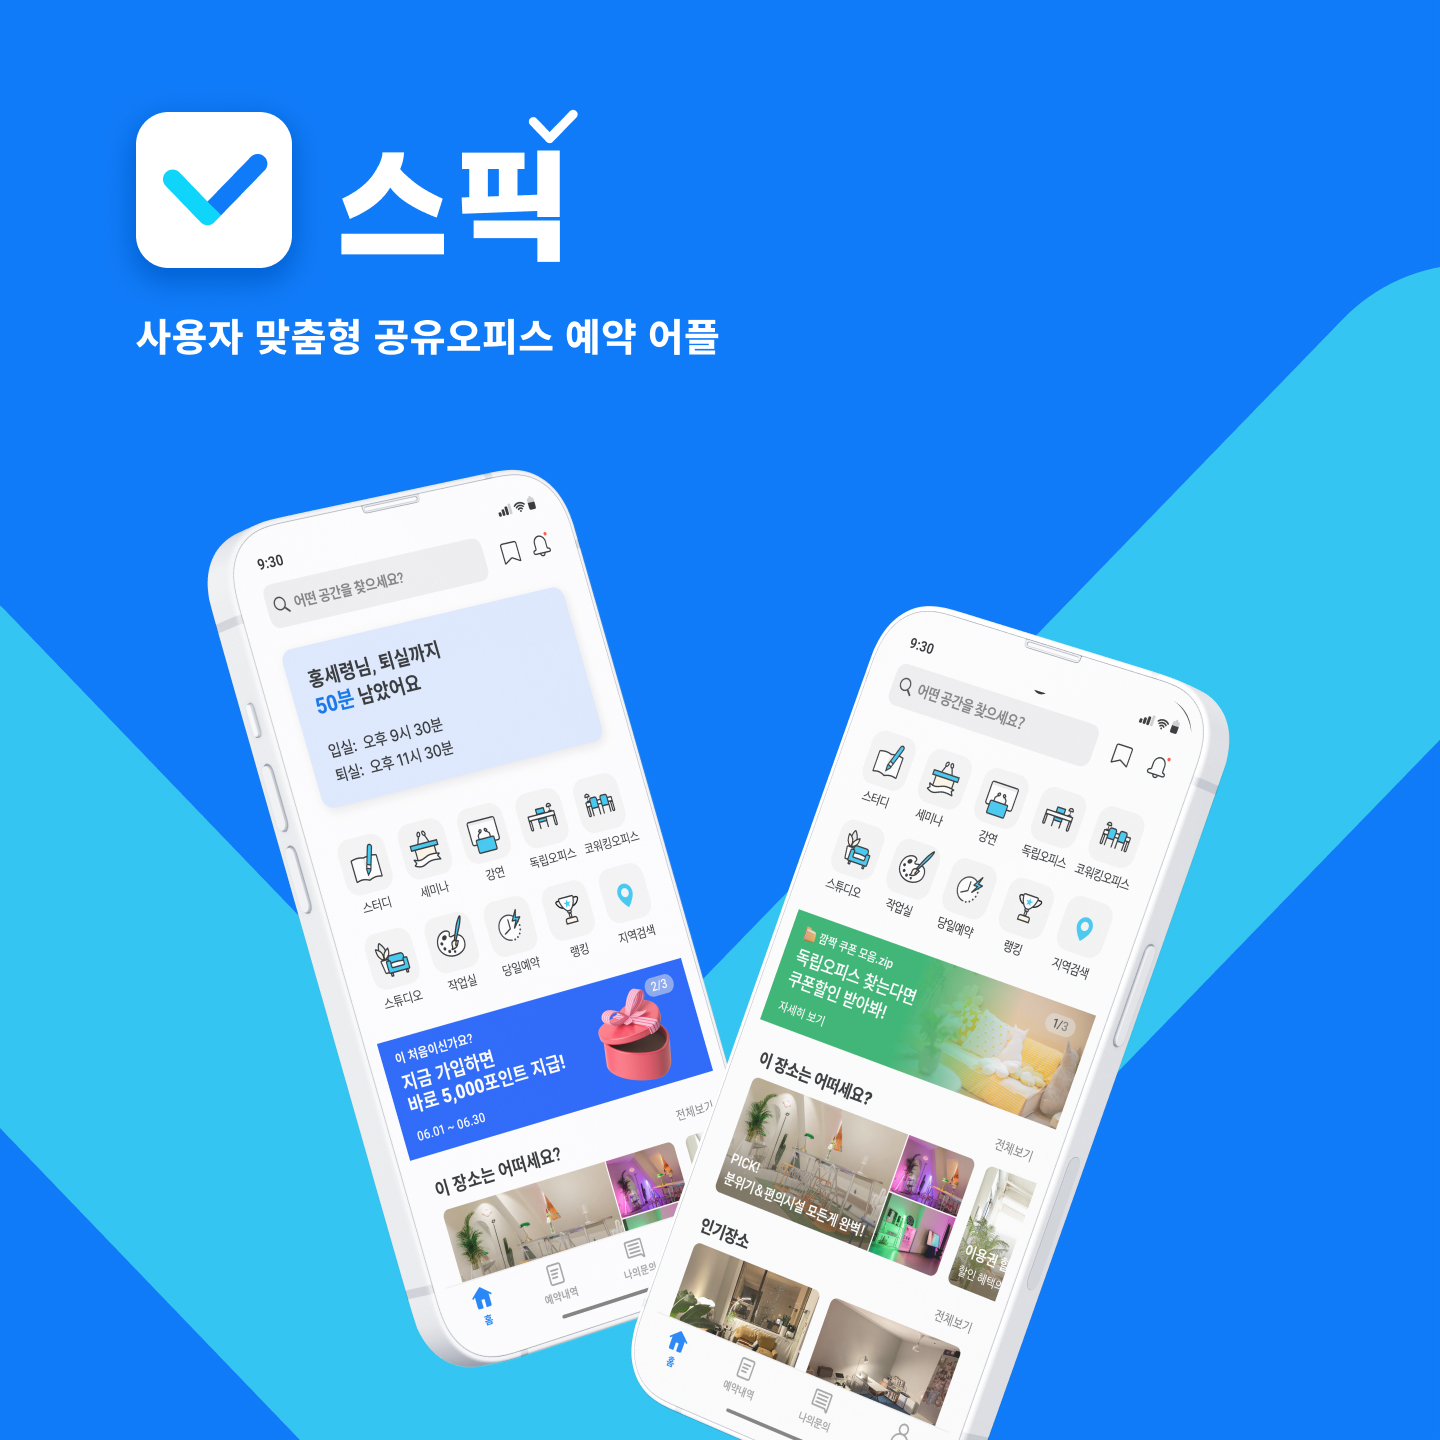 스픽
사용자 맞춤형 공유오피스 예약 어플
9:30
어떤 공간을 찾으세요?
홍세령님, 퇴실까지
50분 남았어요
입실: 오후 9시 30분
퇴실: 오후 11시 30분
스터디
세미나
강연
독립오피스
코워킹오피스
스튜디오
작업실
당일예약
랭킹
지역검색
2/3
이 처음이신가요?
지금 가입하면
바로 5,000포인트 지급!
06.01 ~ 06.30
이 장소는 어떠세요?
전체보기
홈
예약내역
나의문의
9:30
어떤 공간을 찾으세요?
스터디
세미나
강연
독립오피스
코워킹오피스
스튜디오
작업실
당일예약
랭킹
지역검색
깜짝 쿠폰 모음.zip
독립오피스 찾는다면
쿠폰할인 받아봐!
자세히 보기
1/3
이 장소는 어떠세요?
전체보기
PICK!
분위기&편의시설 모든게 완벽!
이용권 할
할인 혜택의
인기장소
전체보기
홈
예약내역
나의문의